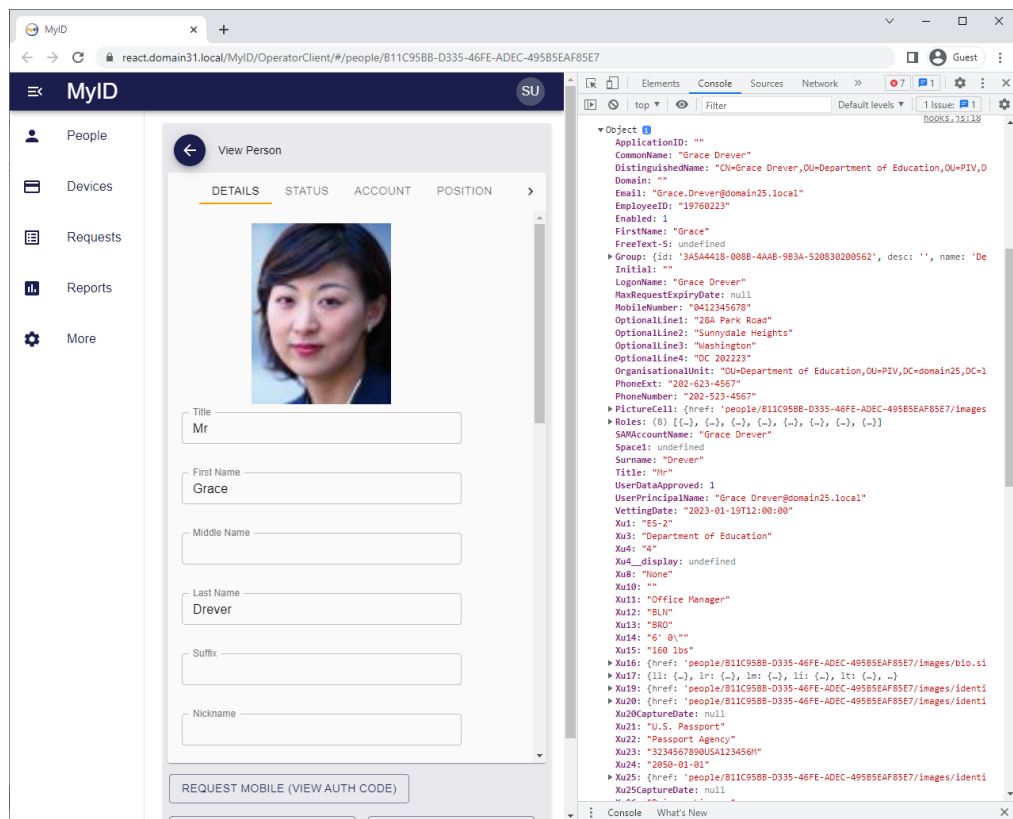 MyID
react.domain31.local/MyID/OperatorClient/#/people/B11C95BB-D335-46FE-ADEC-495B5EAF85E7
Guest
MyID
SU
People
Devices
Requests
Reports
More
View Person
DETAILS STATUS ACCOUNT POSITION
Title
Mr
First Name
Grace
Middle Name
Last Name
Drever
Suffix
Nickname
REQUEST MOBILE (VIEW AUTH CODE)
Elements Console Sources Network » 7 1
top ▼ Filter Default levels ▼ 1 Issue: 1
hooks.js:18
▼Object i
ApplicationID: ""
CommonName: "Grace Drever"
DistinguishedName: "CN=Grace Drever,OU=Department of Education,OU=PIV,D
Domain: ""
Email: "Grace.Drever@domain25.local"
EmployeeID: "19760223"
Enabled: 1
FirstName: "Grace"
FreeText-5: undefined
▶Group: {id: '3A5A4418-008B-4AAB-9B3A-520830200562', desc: '', name: 'De
Initial: ""
LogonName: "Grace Drever"
MaxRequestExpiryDate: null
MobileNumber: "0412345678"
OptionalLine1: "28A Park Road"
OptionalLine2: "Sunnydale Heights"
OptionalLine3: "Washington"
OptionalLine4: "DC 202223"
OrganisationalUnit: "OU=Department of Education,OU=PIV,DC=domain25,DC=l
PhoneExt: "202-623-4567"
PhoneNumber: "202-523-4567"
▶PictureCell: {href: 'people/B11C95BB-D335-46FE-ADEC-495B5EAF85E7/images
▶Roles: (8) [{…}, {…}, {…}, {…}, {…}, {…}, {…}, {…}]
SAMAccountName: "Grace Drever"
Space1: undefined
Surname: "Drever"
Title: "Mr"
UserDataApproved: 1
UserPrincipalName: "Grace Drever@domain25.local"
VettingDate: "2023-01-19T12:00:00"
Xu1: "ES-2"
Xu3: "Department of Education"
Xu4: "4"
Xu4__display: undefined
Xu8: "None"
Xu10: ""
Xu11: "Office Manager"
Xu12: "BLN"
Xu13: "BRO"
Xu14: "6' 0\""
Xu15: "160 lbs"
▶Xu16: {href: 'people/B11C95BB-D335-46FE-ADEC-495B5EAF85E7/images/bio.si
▶Xu17: {ll: {…}, lr: {…}, lm: {…}, li: {…}, lt: {…}, …}
▶Xu19: {href: 'people/B11C95BB-D335-46FE-ADEC-495B5EAF85E7/images/identi
▶Xu20: {href: 'people/B11C95BB-D335-46FE-ADEC-495B5EAF85E7/images/identi
Xu20CaptureDate: null
Xu21: "U.S. Passport"
Xu22: "Passport Agency"
Xu23: "3234567890USA123456M"
Xu24: "2050-01-01"
▶Xu25: {href: 'people/B11C95BB-D335-46FE-ADEC-495B5EAF85E7/images/identi
Xu25CaptureDate: null
Console What's New